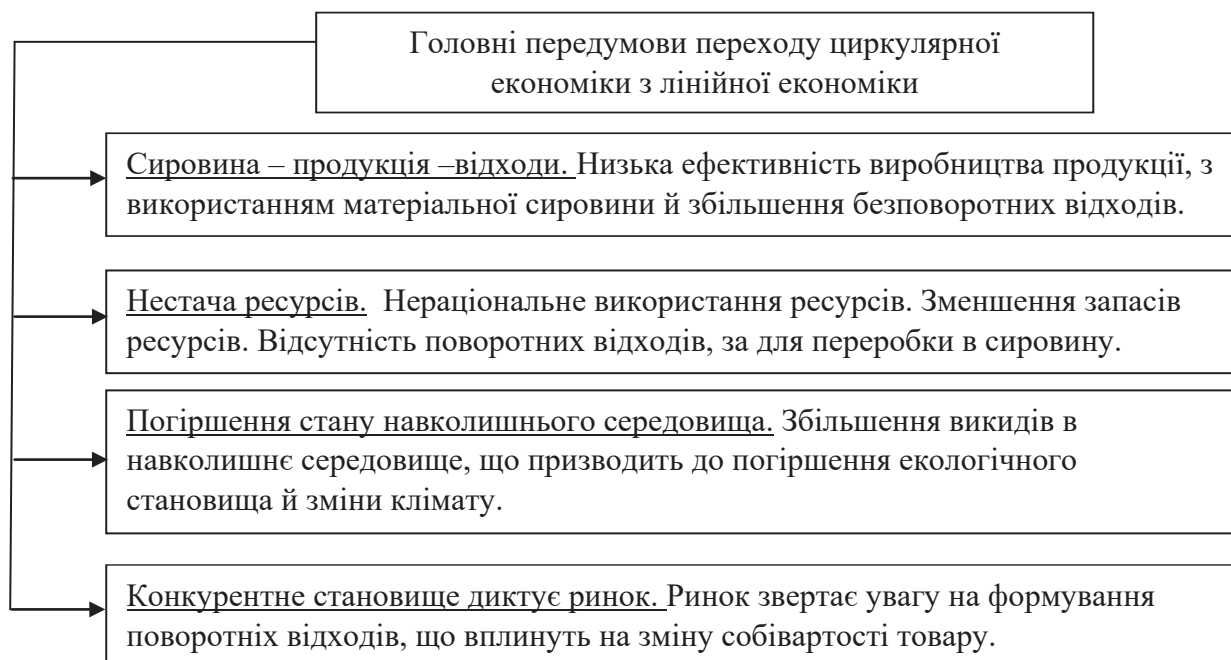 Головні передумови переходу циркулярної
економіки з лінійної економіки
Сировина – продукція –відходи. Низька ефективність виробництва продукції, з
використанням матеріальної сировини й збільшення безповоротних відходів.
Нестача ресурсів. Нераціональне використання ресурсів. Зменшення запасів
ресурсів. Відсутність поворотних відходів, за для переробки в сировину.
Погіршення стану навколишнього середовища. Збільшення викидів в
навколишнє середовище, що призводить до погіршення екологічного
становища й зміни клімату.
Конкурентне становище диктує ринок. Ринок звертає увагу на формування
поворотніх відходів, що вплинуть на зміну собівартості товару.